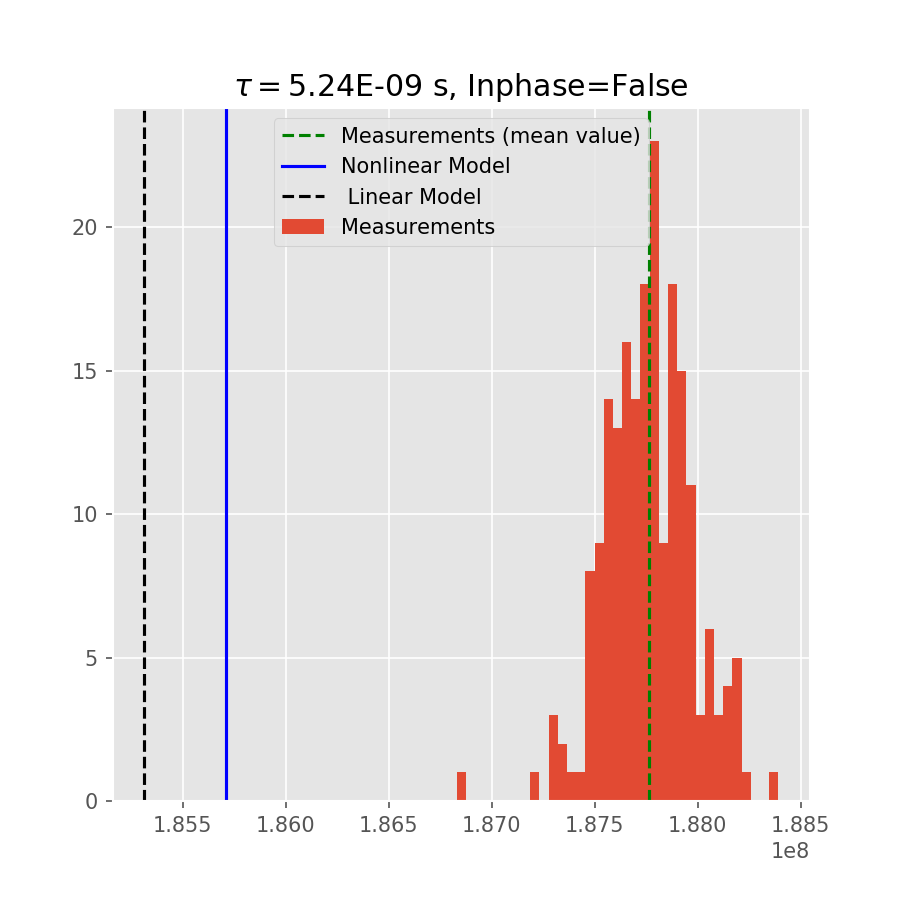 τ = 5.24E-09 s, Inphase=False
Measurements (mean value)
Nonlinear Model
Linear Model
Measurements
20
15
10
5
0
1.855 1.860 1.865 1.870 1.875 1.880 1.885
1e8